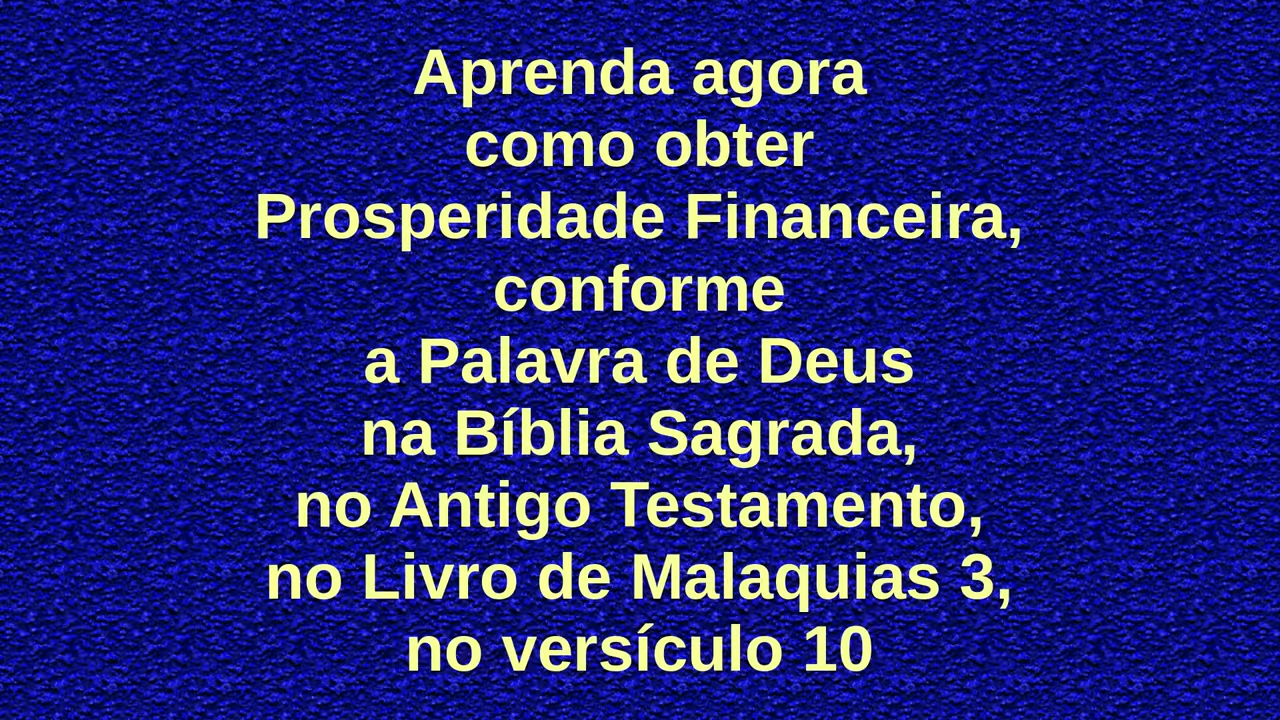 Aprenda agora
como obter
Prosperidade Financeira,
conforme
a Palavra de Deus
na Bíblia Sagrada,
no Antigo Testamento,
no Livro de Malaquias 3,
no versículo 10